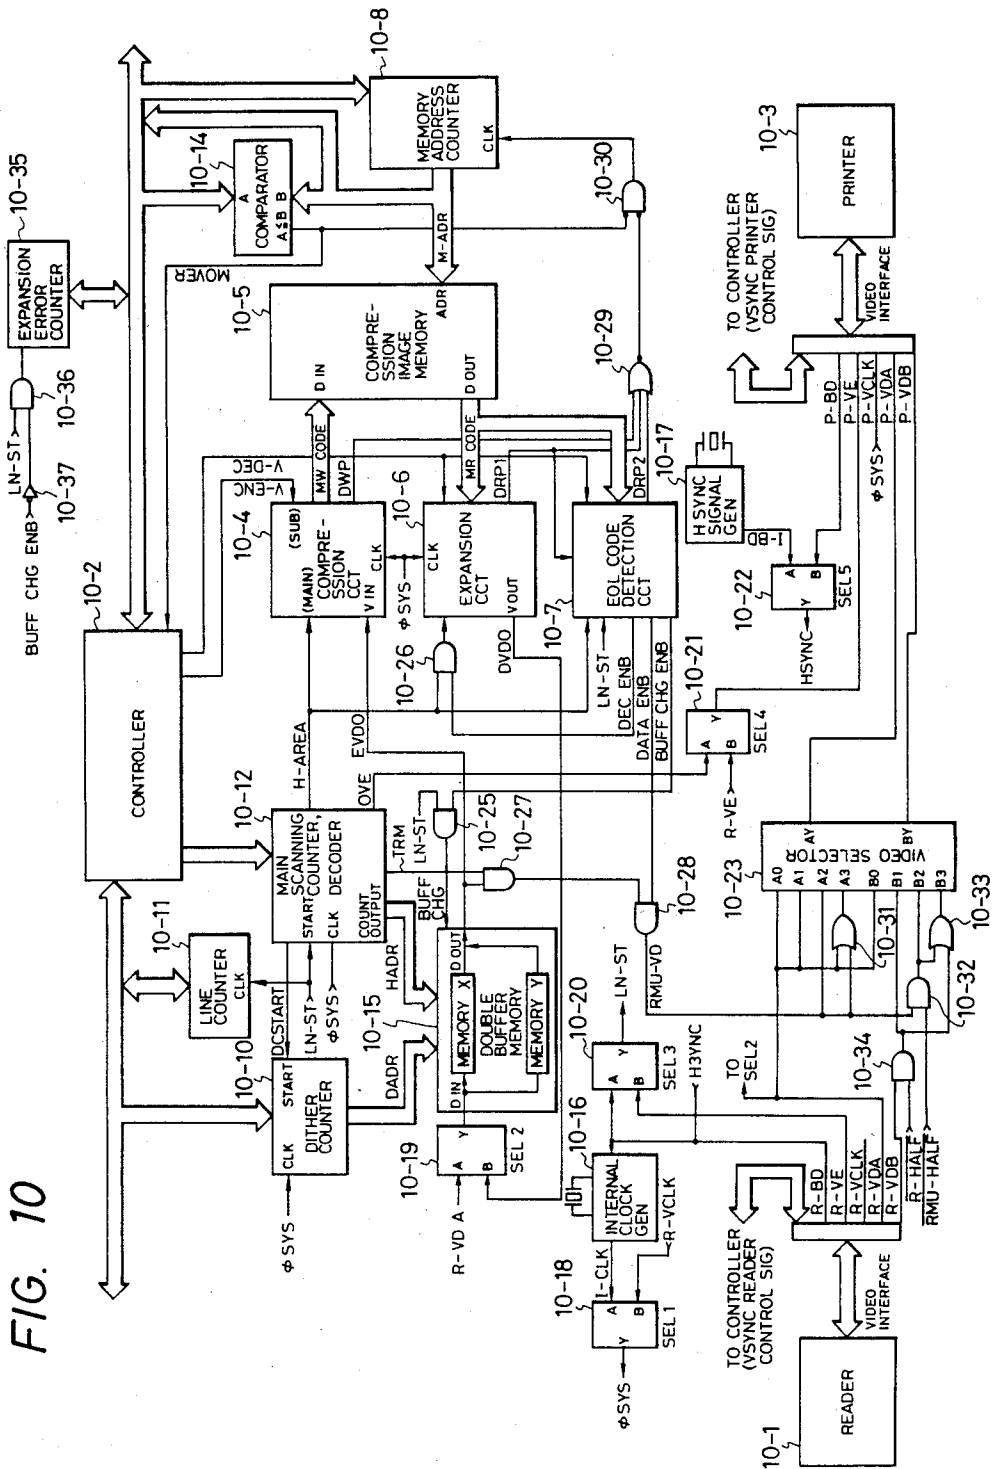 FIG. 10
BUFF CHG ENB
LN-ST
10-37
10-36
10-35
EXPANSION
ERROR
COUNTER
10-2
CONTROLLER
MOVER
10-14
COMPARATOR
A
A≦B B
10-8
MEMORY
ADDRESS
COUNTER
CLK
10-30
M-ADR
10-5
D IN
COMPRE-
SSION
IMAGE
MEMORY
ADR
D OUT
10-29
V-DEC
V-ENC
MW CODE
DWP
MR CODE
DRP1
DRP2
10-4
(MAIN)
(SUB)
COMPRE-
SSION
CCT
V IN
CLK
φSYS
10-6
CLK
EXPANSION
CCT
V OUT
DVDO
10-7
EOL CODE
DETECTION
CCT
LN-ST
DEC ENB
DATA ENB
BUFF CHG ENB
10-26
H-AREA
EVDO
OVE
10-12
MAIN
SCANNING
COUNTER,
DECODER
START
CLK
COUNT
OUTPUT
TRM
LN-ST
10-25
10-27
10-28
BUFF
CHG
10-11
LINE
COUNTER
CLK
DCSTART
LN-ST
φSYS
HADR
10-10
START
CLK
DITHER
COUNTER
φSYS
DADR
10-15
D IN
MEMORY X
D OUT
DOUBLE
BUFFER
MEMORY
MEMORY Y
10-19
A
Y
B
SEL 2
R-VD A
RMU-VD
LN-ST
10-20
Y
A
B
SEL 3
10-16
INTERNAL
CLOCK
GEN
H3YNC
I-CLK
R-VCLK
10-18
A
Y
B
SEL 1
φSYS
10-21
A
Y
B
SEL 4
R-VE
10-17
H SYNC
SIGNAL
GEN
I-BD
10-22
A
Y
B
SEL 5
HSYNC
10-23
VIDEO SELECTOR
A0
A1
A2
A3
B0
B1
B2
B3
AY
BY
10-31
10-33
10-32
10-34
TO
SEL2
R-HALF
RMU-HALF
TO CONTROLLER
(VSYNC READER
CONTROL SIG)
R-BD
R-VE
R-VCLK
R-VDA
R-VDB
VIDEO
INTERFACE
10-1
READER
TO CONTROLLER
(VSYNC PRINTER
CONTROL SIG)
P-BD
P-VE
P-VCLK
φSYS
P-VDA
P-VDB
VIDEO
INTERFACE
10-3
PRINTER